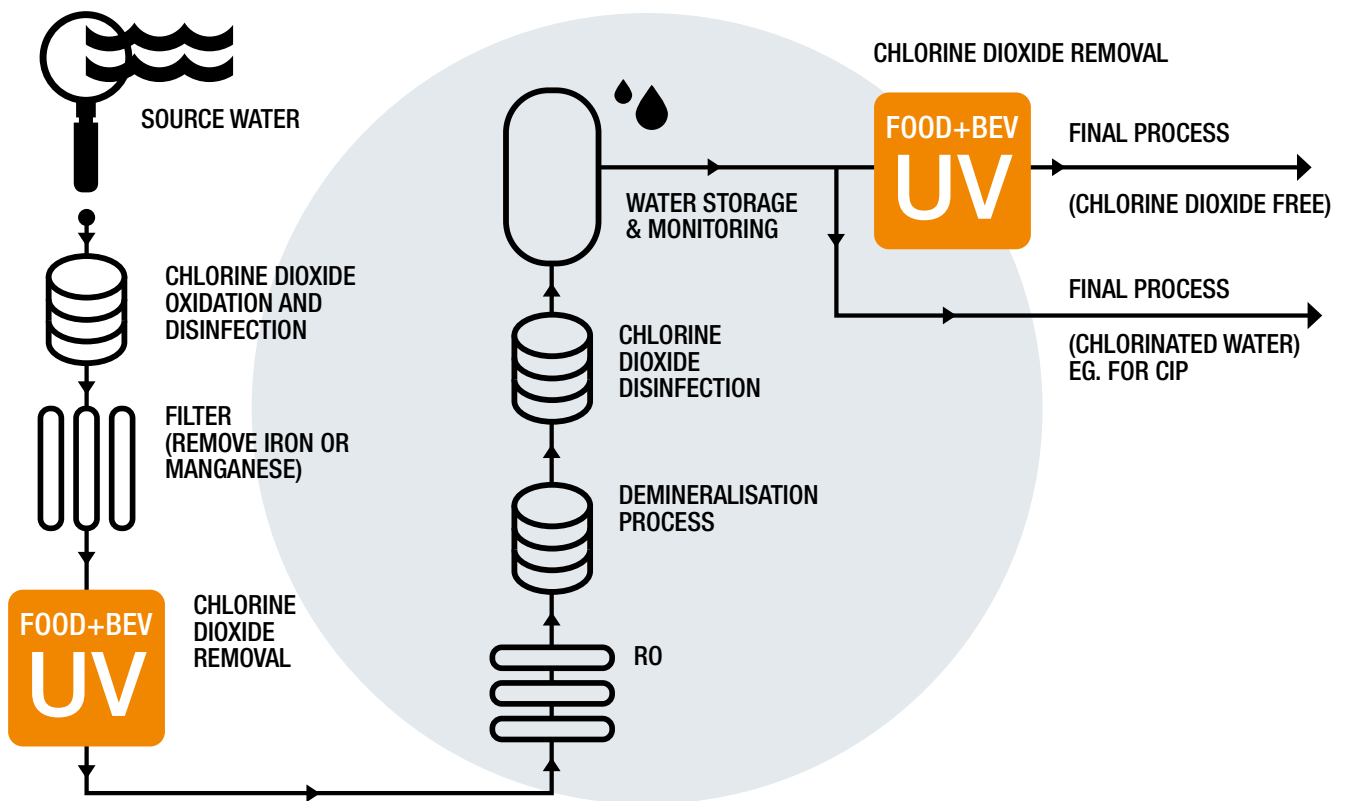 SOURCE WATER
CHLORINE DIOXIDE
OXIDATION AND
DISINFECTION
FILTER
(REMOVE IRON OR
MANGANESE)
FOOD+BEV
UV
CHLORINE
DIOXIDE
REMOVAL
RO
DEMINERALISATION
PROCESS
CHLORINE
DIOXIDE
DISINFECTION
WATER STORAGE
& MONITORING
CHLORINE DIOXIDE REMOVAL
FOOD+BEV
UV
FINAL PROCESS
(CHLORINE DIOXIDE FREE)
FINAL PROCESS
(CHLORINATED WATER)
EG. FOR CIP